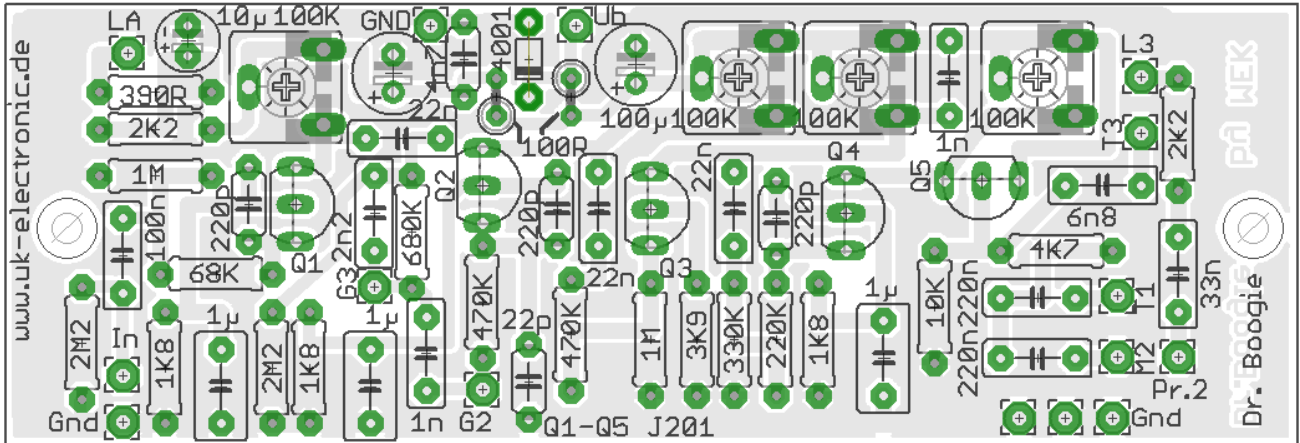 www.uk-electronic.de
LA
10µ
100K
GND
1n
4001
Ub
100µ
100K
100K
100K
1n
L3
T3
2K2
pA WEK
390R
2K2
1M
22n
100R
220p
Q1
2n2
680K
Q2
220p
22n
Q3
22n
220p
Q4
Q5
6n8
4K7
33n
100n
68K
G3
2M2
In
Gnd
1K8
1µ
2M2
1K8
1µ
1n
470K
G2
22p
470K
1M
3K9
330K
220K
1K8
1µ
10K
220n
220n
T1
M2
Pr.2
Gnd
Q1-Q5 J201
Dr. Boogie